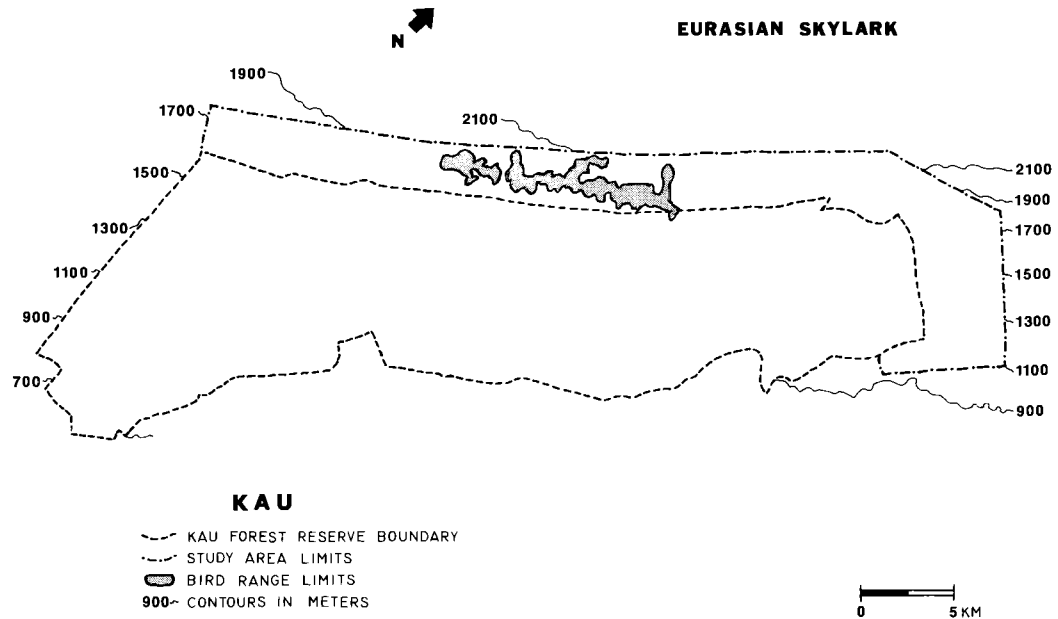 N
EURASIAN SKYLARK
1900
1700
2100
1500
2100
1900
1300
1700
1100
1500
900
1300
700
1100
900
KAU
KAU FOREST RESERVE BOUNDARY
STUDY AREA LIMITS
BIRD RANGE LIMITS
900 CONTOURS IN METERS
0 5 KM